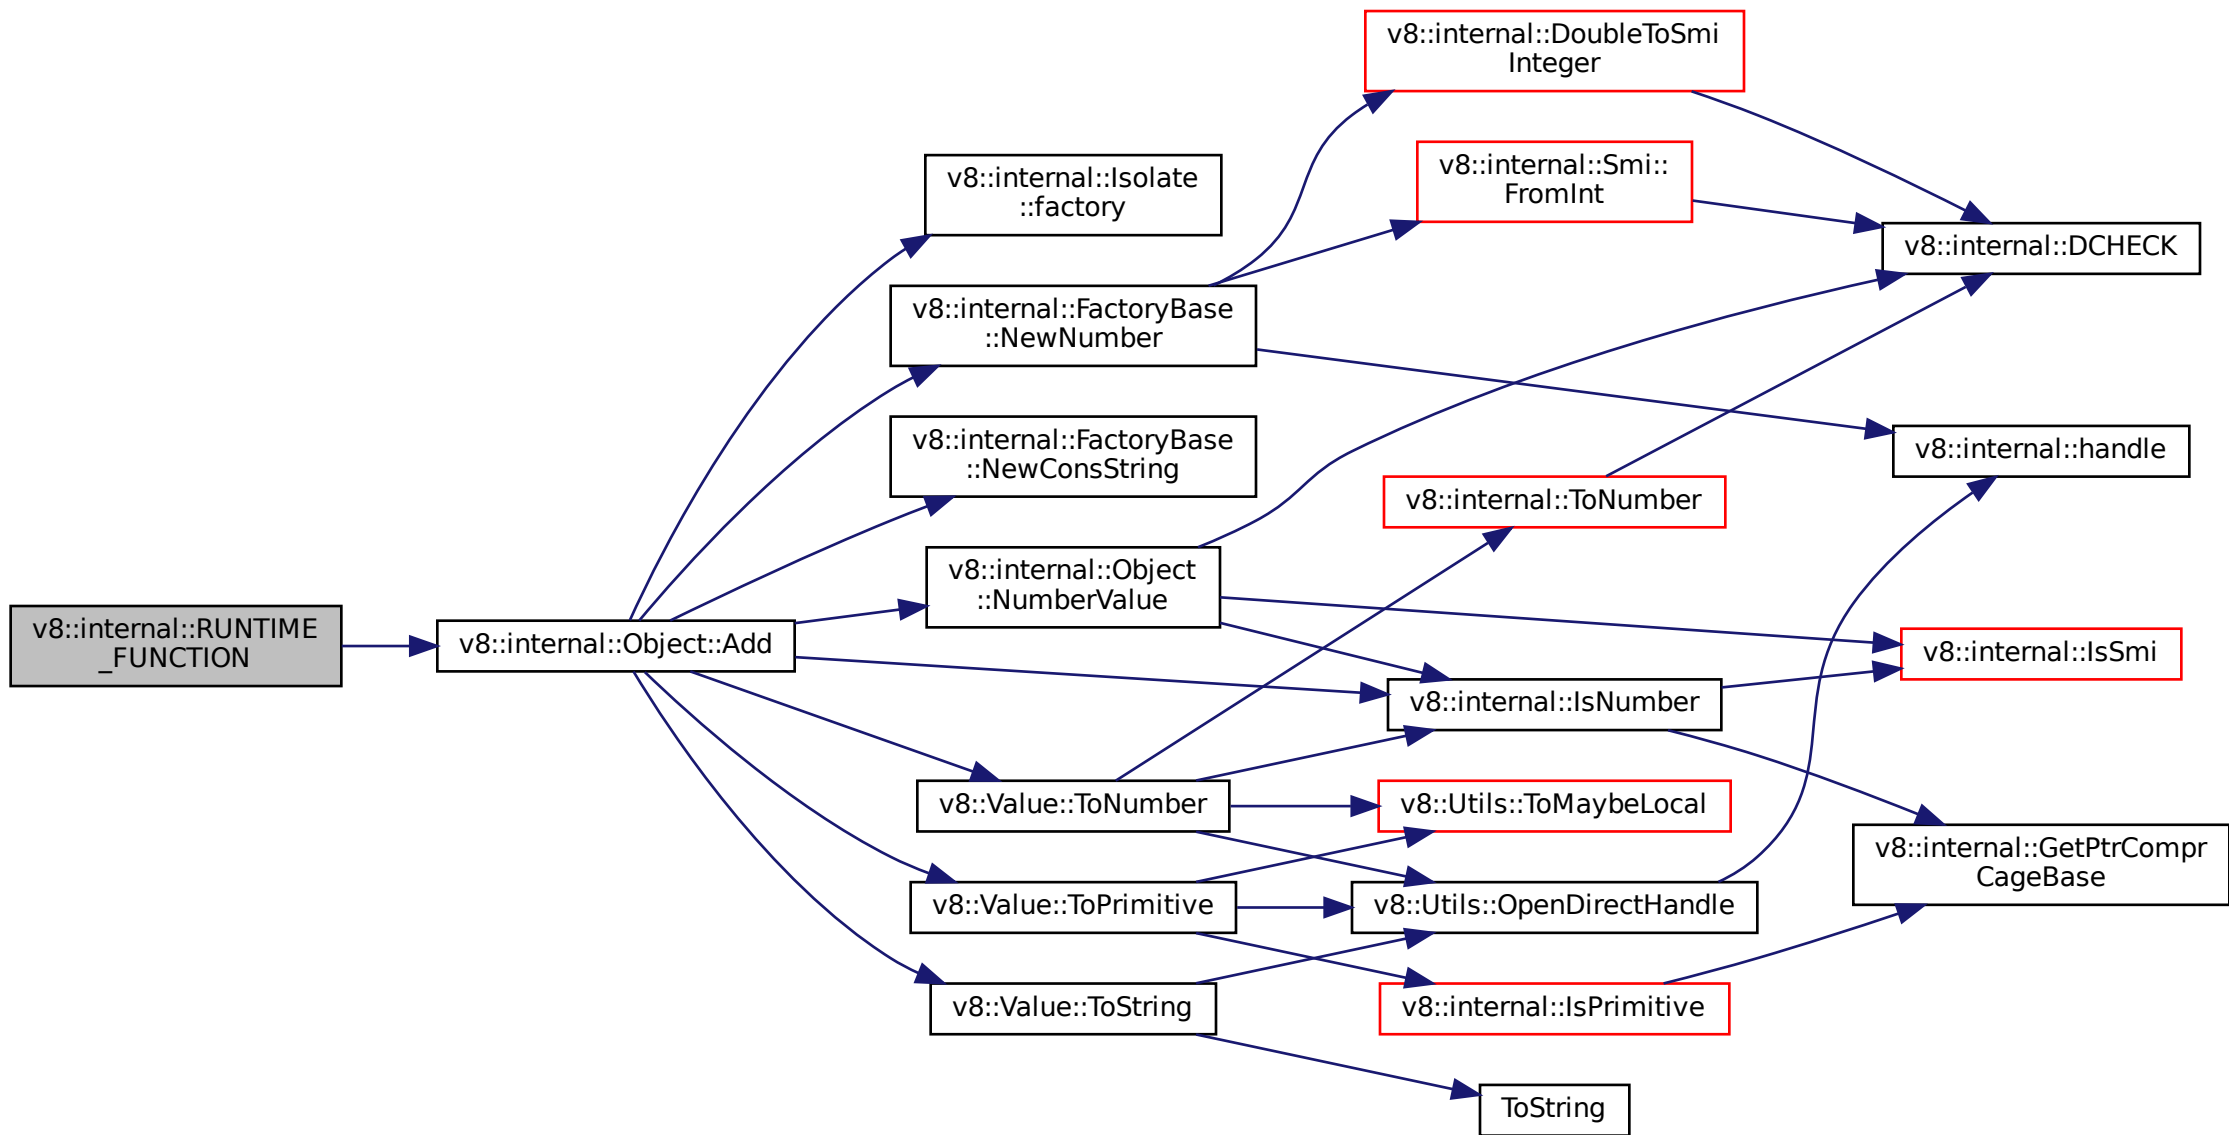 v8::internal::RUNTIME
_FUNCTION
v8::internal::Object::Add
v8::internal::Isolate
::factory
v8::internal::FactoryBase
::NewNumber
v8::internal::FactoryBase
::NewConsString
v8::internal::Object
::NumberValue
v8::Value::ToNumber
v8::Value::ToPrimitive
v8::Value::ToString
v8::internal::DoubleToSmi
Integer
v8::internal::Smi::
FromInt
v8::internal::ToNumber
v8::internal::IsNumber
v8::Utils::ToMaybeLocal
v8::Utils::OpenDirectHandle
v8::internal::IsPrimitive
ToString
v8::internal::DCHECK
v8::internal::handle
v8::internal::IsSmi
v8::internal::GetPtrCompr
CageBase